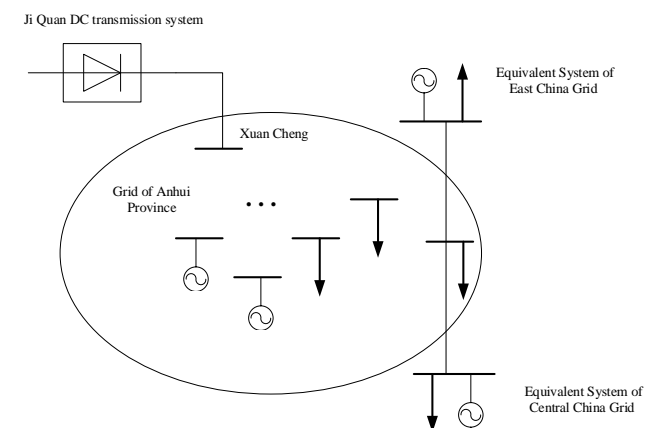 Ji Quan DC transmission system
Equivalent System of
East China Grid
Xuan Cheng
Grid of Anhui
Province
...
Equivalent System of
Central China Grid